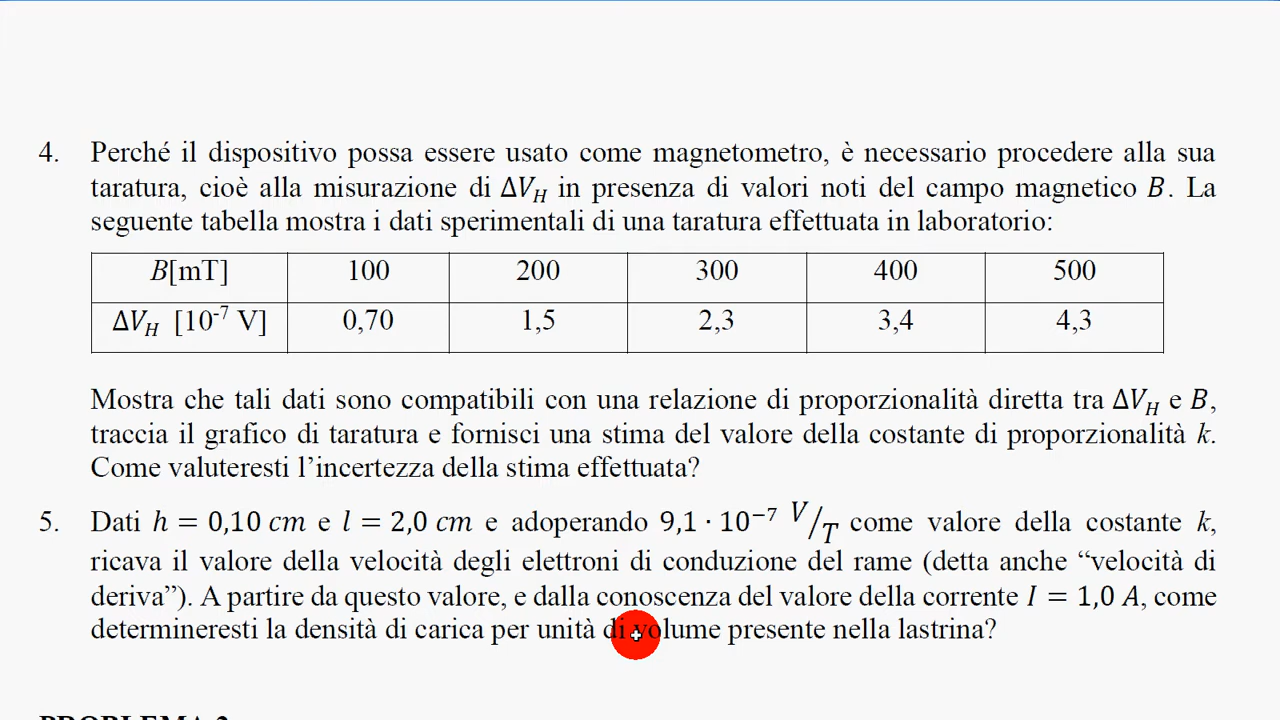 4. Perché il dispositivo possa essere usato come magnetometro, è necessario procedere alla sua
taratura, cioè alla misurazione di ΔV_H in presenza di valori noti del campo magnetico B. La
seguente tabella mostra i dati sperimentali di una taratura effettuata in laboratorio:
B[mT] 100 200 300 400 500
ΔV_H [10⁻⁷ V] 0,70 1,5 2,3 3,4 4,3
Mostra che tali dati sono compatibili con una relazione di proporzionalità diretta tra ΔV_H e B,
traccia il grafico di taratura e fornisci una stima del valore della costante di proporzionalità k.
Come valuteresti l’incertezza della stima effettuata?
5. Dati h = 0,10 cm e l = 2,0 cm e adoperando 9,1 · 10⁻⁷ V/T come valore della costante k,
ricava il valore della velocità degli elettroni di conduzione del rame (detta anche “velocità di
deriva”). A partire da questo valore, e dalla conoscenza del valore della corrente I = 1,0 A, come
determineresti la densità di carica per unità di volume presente nella lastrina?
PROBLEMA 2